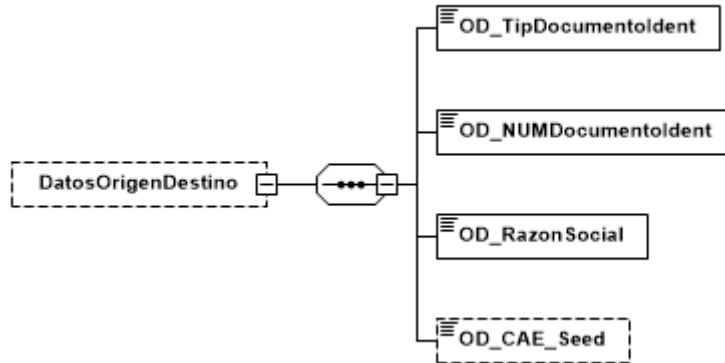 OD_TipDocumentoIdent
OD_NUMDocumentoIdent
DatosOrigenDestino
OD_RazonSocial
OD_CAE_Seed